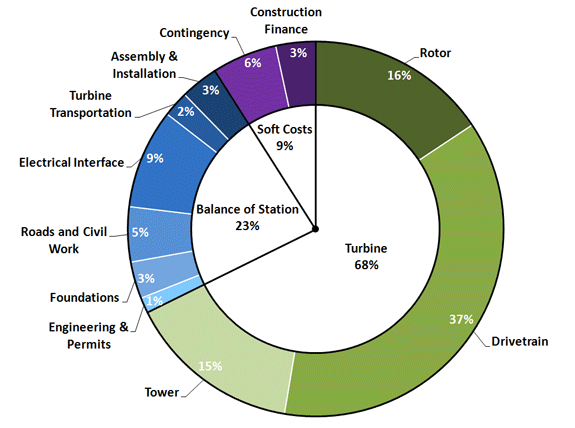 Construction
Finance
3%
Contingency
6%
Assembly &
Installation
3%
Turbine
Transportation
2%
Electrical Interface
9%
Roads and Civil
Work
5%
Foundations
3%
Engineering &
Permits
1%
Tower
15%
Drivetrain
37%
Rotor
16%
Soft Costs
9%
Balance of Station
23%
Turbine
68%